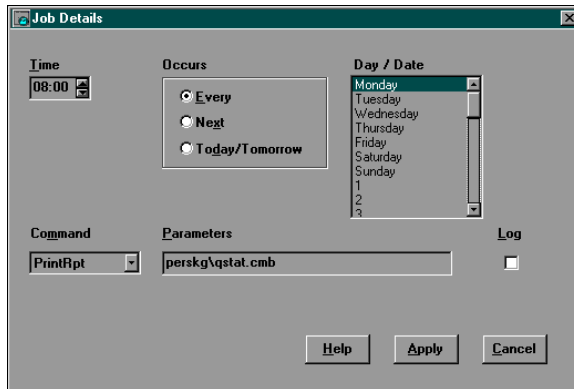 Job Details
Time
Occurs
Day / Date
08:00
Every
Next
Today/Tomorrow
Monday
Tuesday
Wednesday
Thursday
Friday
Saturday
Sunday
1
2
3
Command
Parameters
Log
PrintRpt
perskg\qstat.cmb
Help
Apply
Cancel